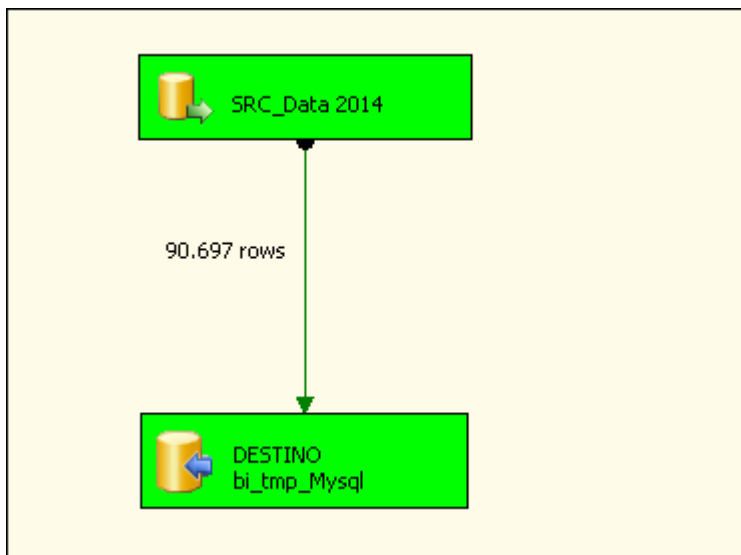 SRC_Data 2014
90.697 rows
DESTINO
bi_tmp_Mysql